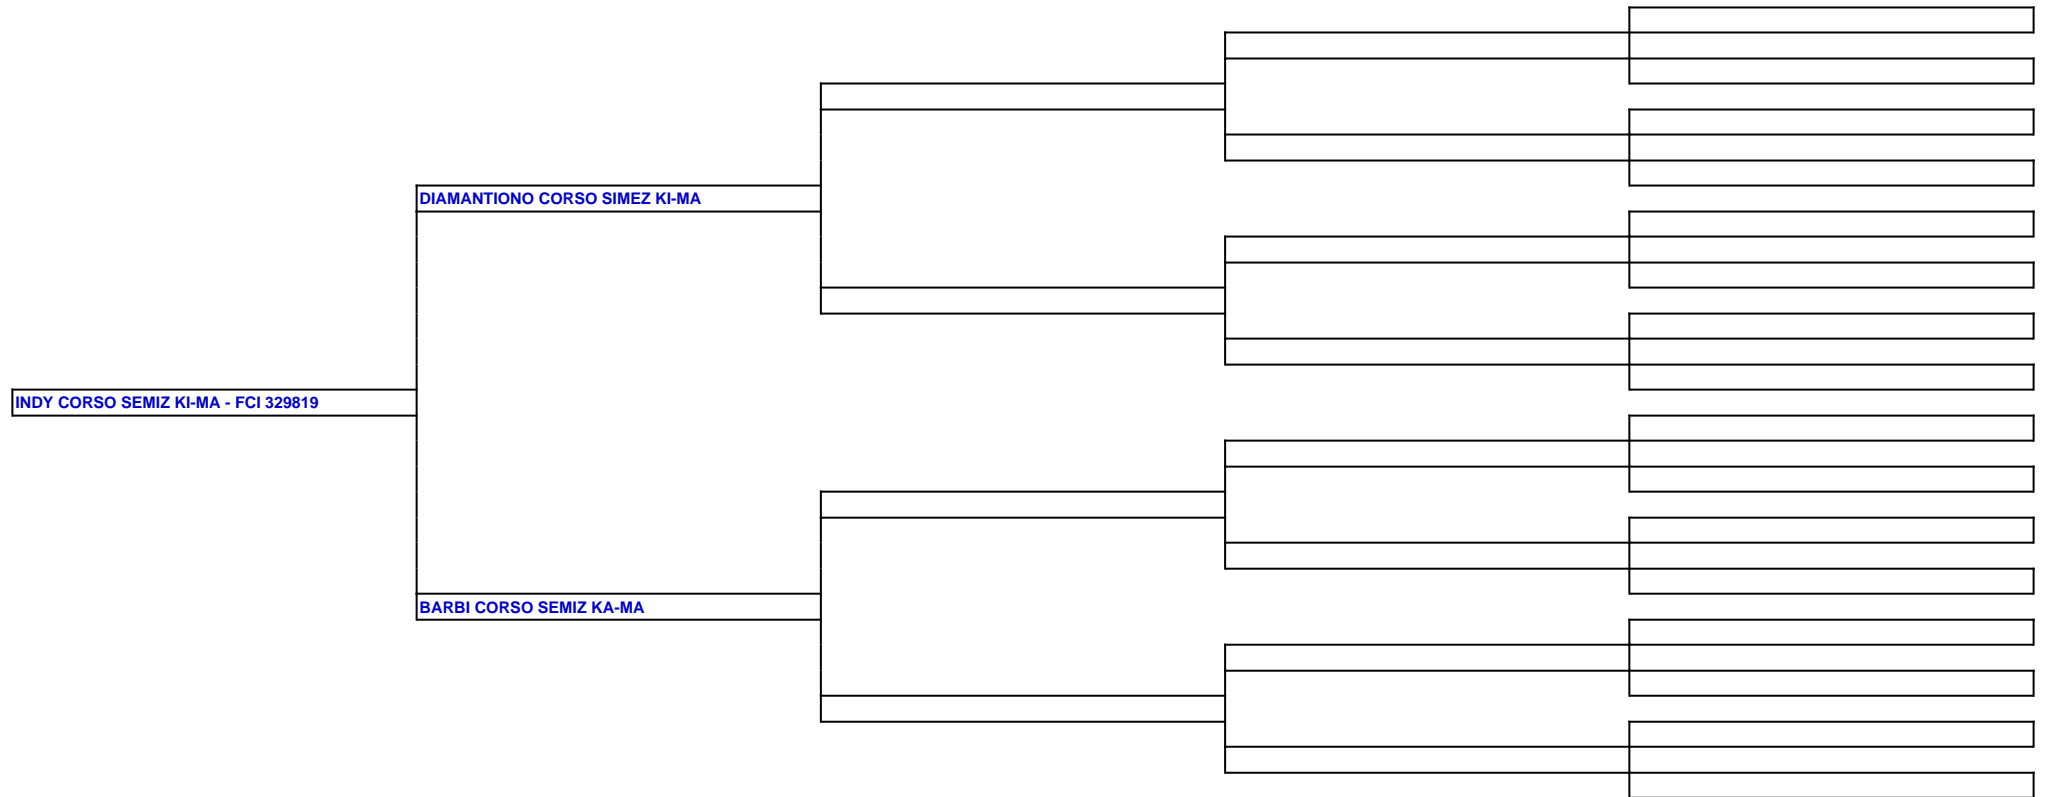 DIAMANTIONO CORSO SIMEZ KI-MA
INDY CORSO SEMIZ KI-MA - FCI 329819
BARBI CORSO SEMIZ KA-MA